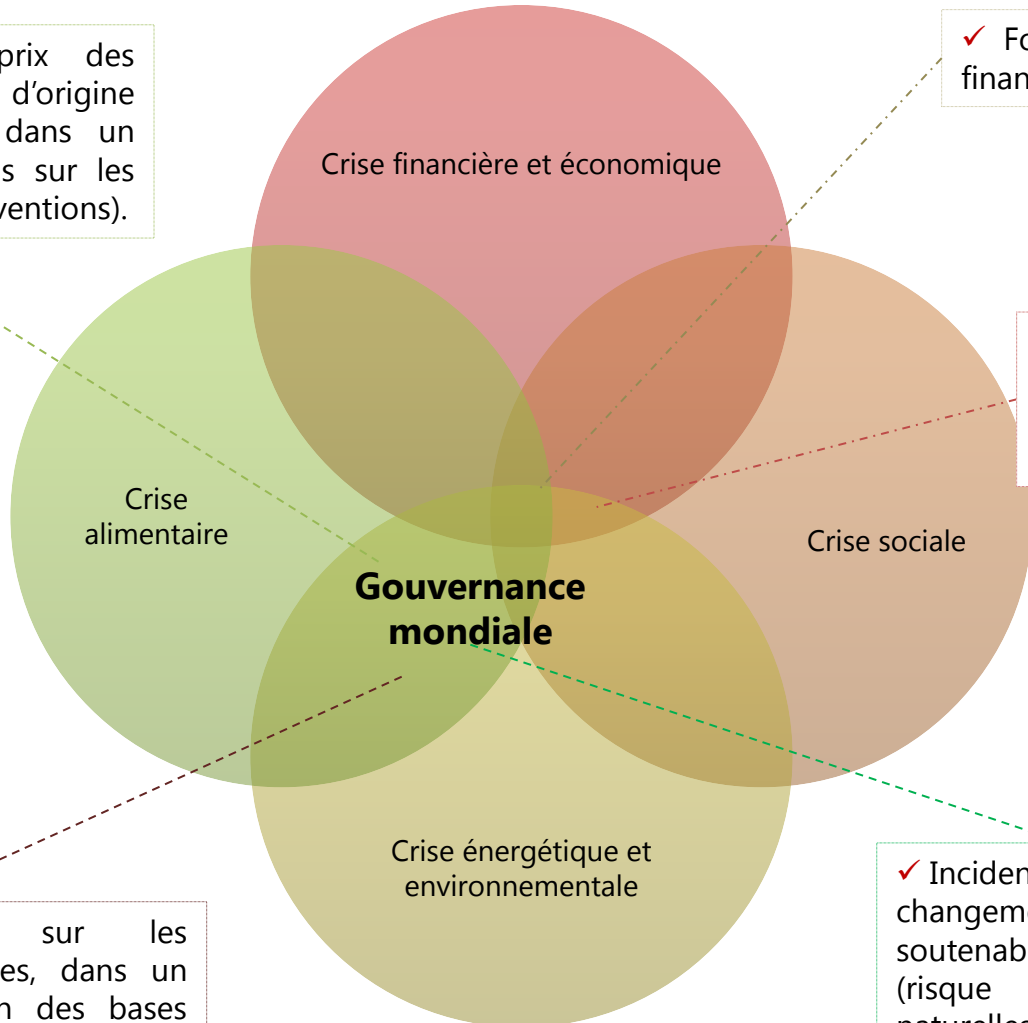 prix des
d'origine
dans un
s sur les
ventions).
✓ Fo
finan
Crise financière et économique
Crise
alimentaire
Crise sociale
Gouvernance
mondiale
Crise énergétique et
environnementale
sur les
es, dans un
n des bases
✓ Inciden
changeme
soutenab
(risque